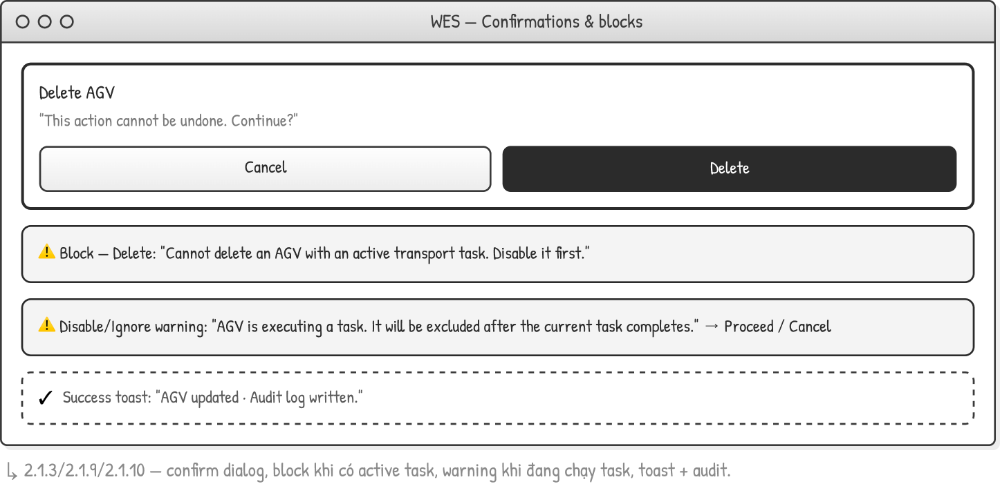 WES — Confirmations & blocks
Delete AGV
"This action cannot be undone. Continue?"
Cancel
Delete
⚠️ Block — Delete: "Cannot delete an AGV with an active transport task. Disable it first."
⚠️ Disable/Ignore warning: "AGV is executing a task. It will be excluded after the current task completes." → Proceed / Cancel
✓ Success toast: "AGV updated · Audit log written."
↳ 2.1.3/2.1.9/2.1.10 — confirm dialog, block khi có active task, warning khi đang chạy task, toast + audit.